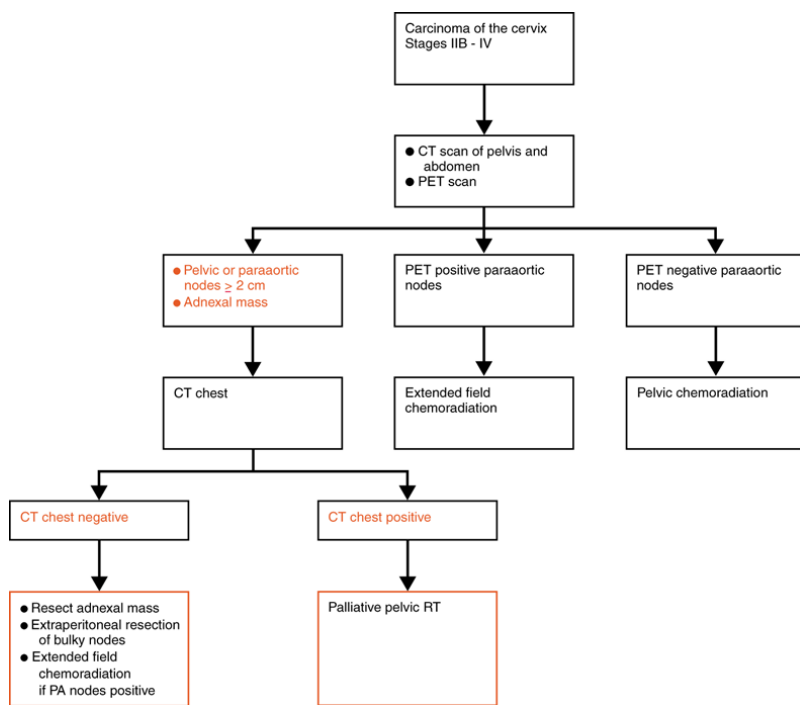 Carcinoma of the cervix
Stages IIB - IV
● CT scan of pelvis and
abdomen
● PET scan
● Pelvic or paraaortic
nodes ≥ 2 cm
● Adnexal mass
PET positive paraortic
nodes
PET negative paraortic
nodes
CT chest
Extended field
chemoradiation
Pelvic chemoradiation
CT chest negative
CT chest positive
● Resect adnexal mass
● Extraperitoneal resection
of bulky nodes
● Extended field
chemoradiation
if PA nodes positive
Palliative pelvic RT